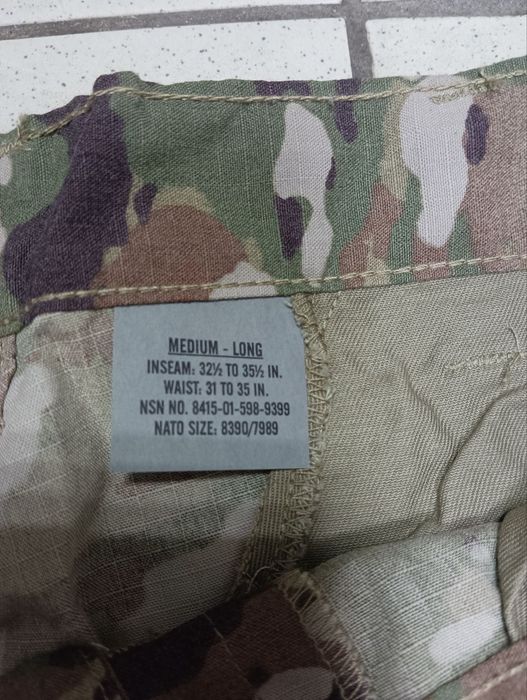 MEDIUM - LONG
INSEAM: 32½ TO 35½ IN.
WAIST: 31 TO 35 IN.
NSN NO. 8415-01-598-9399
NATO SIZE: 8390/7989